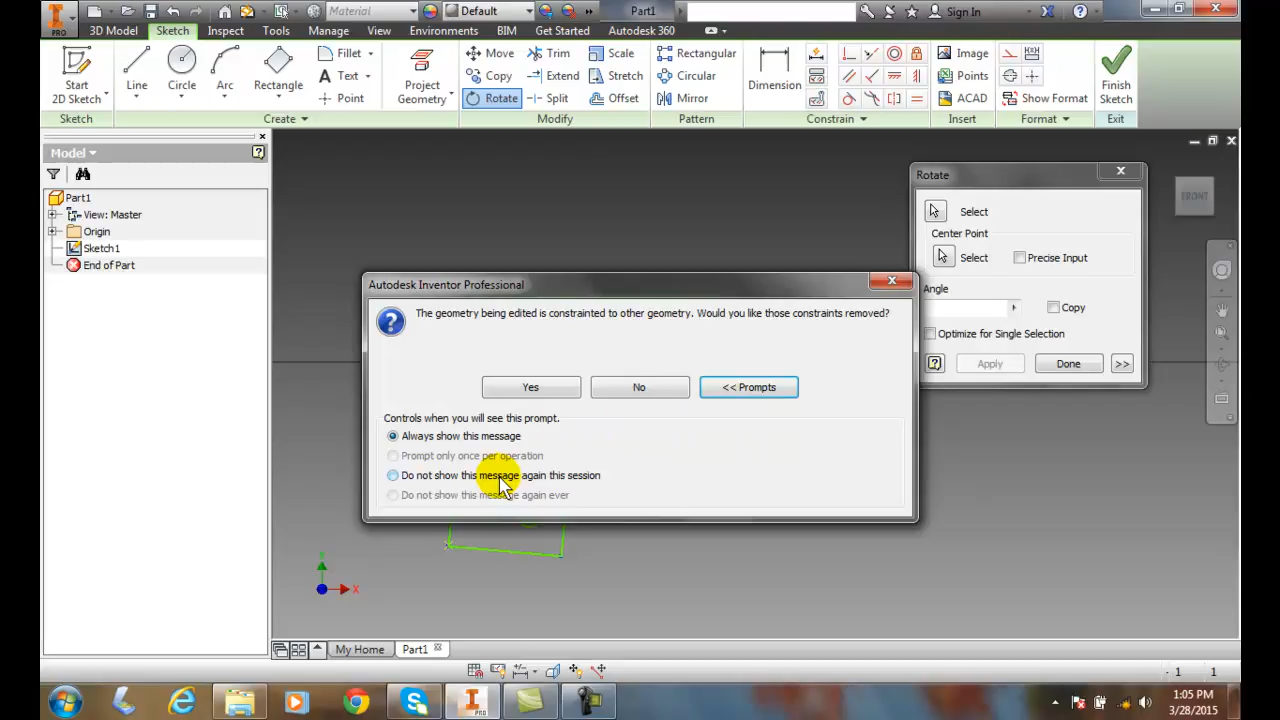 Material
Default
Part1
Sign In
PRO
3D Model
Sketch
Inspect
Tools
Manage
View
Environments
BIM
Get Started
Autodesk 360
Start
2D Sketch
Line
Circle
Arc
Rectangle
Fillet
Text
Point
Project
Geometry
Move
Copy
Rotate
Trim
Extend
Split
Scale
Stretch
Offset
Rectangular
Circular
Mirror
Dimension
Image
Points
ACAD
Show Format
Finish
Sketch
Sketch
Create
Modify
Pattern
Constrain
Insert
Format
Exit
Model
Part1
View: Master
Origin
Sketch1
End of Part
FRONT
Rotate
Select
Center Point
Select
Precise Input
Angle
Copy
Optimize for Single Selection
Apply
Done
>>
Autodesk Inventor Professional
The geometry being edited is constrainted to other geometry. Would you like those constraints removed?
Yes
No
<< Prompts
Controls when you will see this prompt.
Always show this message
Prompt only once per operation
Do not show this message again this session
Do not show this message again ever
X
My Home
Part1
1
1
PRO
1:05 PM
3/28/2015